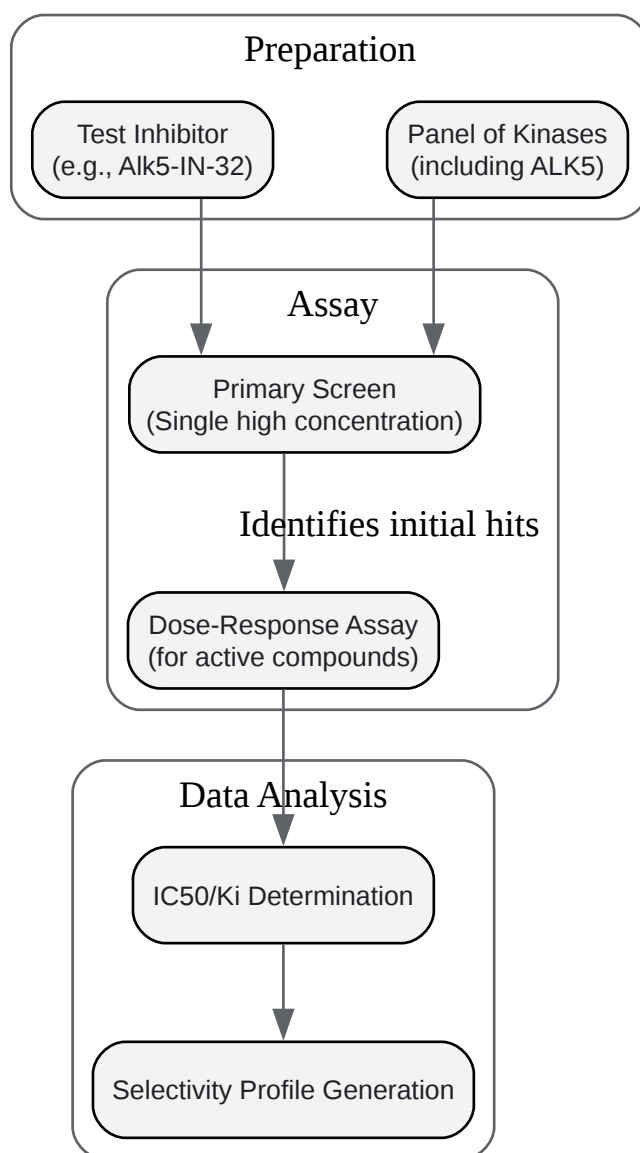 Preparation
Test Inhibitor
(e.g., Alk5-IN-32)
Panel of Kinases
(including ALK5)
Assay
Primary Screen
(Single high concentration)
Identifies initial hits
Dose-Response Assay
(for active compounds)
Data Analysis
IC50/Ki Determination
Selectivity Profile Generation